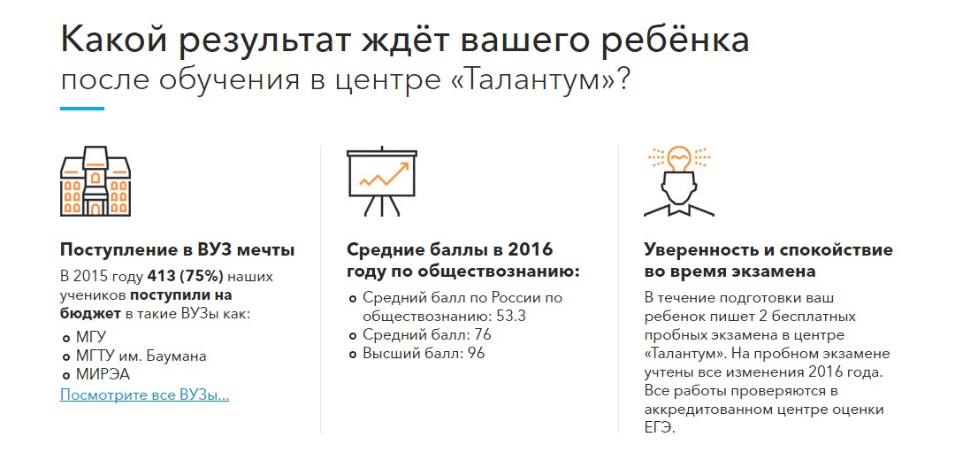 Какой результат ждёт вашего ребёнка
после обучения в центре «Талантум»?
Поступление в ВУЗ мечты
В 2015 году 413 (75%) наших
учеников поступили на
бюджет в такие ВУЗы как:
МГУ
МГТУ им. Баумана
МИРЭА
Посмотрите все ВУЗы...
Средние баллы в 2016
году по обществознанию:
Средний балл по России по
обществознанию: 53.3
Средний балл: 76
Высший балл: 96
Уверенность и спокойствие
во время экзамена
В течение подготовки ваш
ребенок пишет 2 бесплатных
пробных экзамена в центре
«Талантум». На пробном экзамене
учтены все изменения 2016 года.
Все работы проверяются в
аккредитованном центре оценки
ЕГЭ.